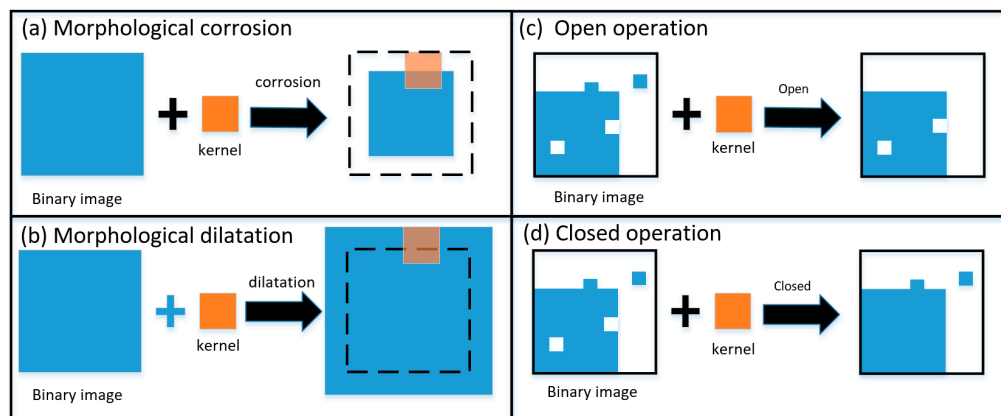 (a) Morphological corrosion
corrosion
kernel
Binary image
(b) Morphological dilatation
dilatation
kernel
Binary image
(c) Open operation
Open
kernel
Binary image
(d) Closed operation
Closed
kernel
Binary image